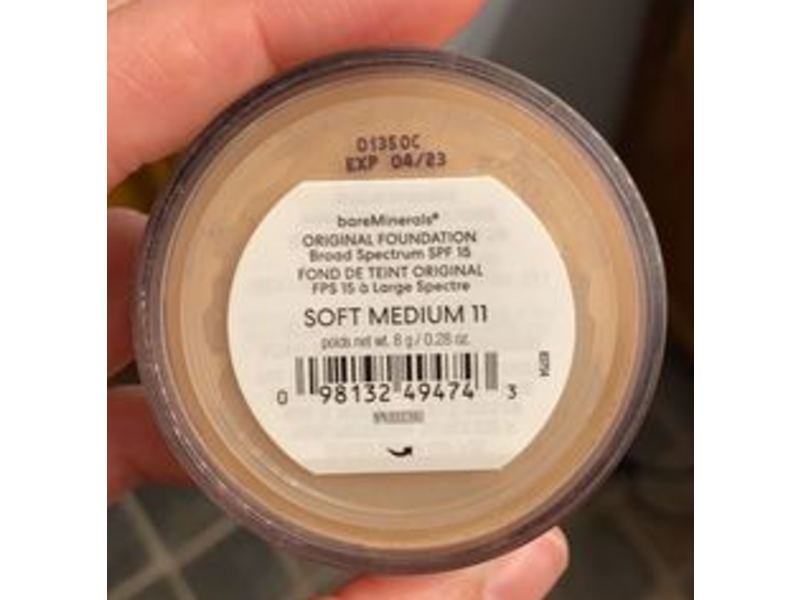 01350C
EXP 04/23
bareMinerals®
ORIGINAL FOUNDATION
Broad Spectrum SPF 15
FOND DE TEINT ORIGINAL
FPS 15 à Large Spectre
SOFT MEDIUM 11
poids net wt. 8 g / 0.28 oz.
0 98132 49474 3